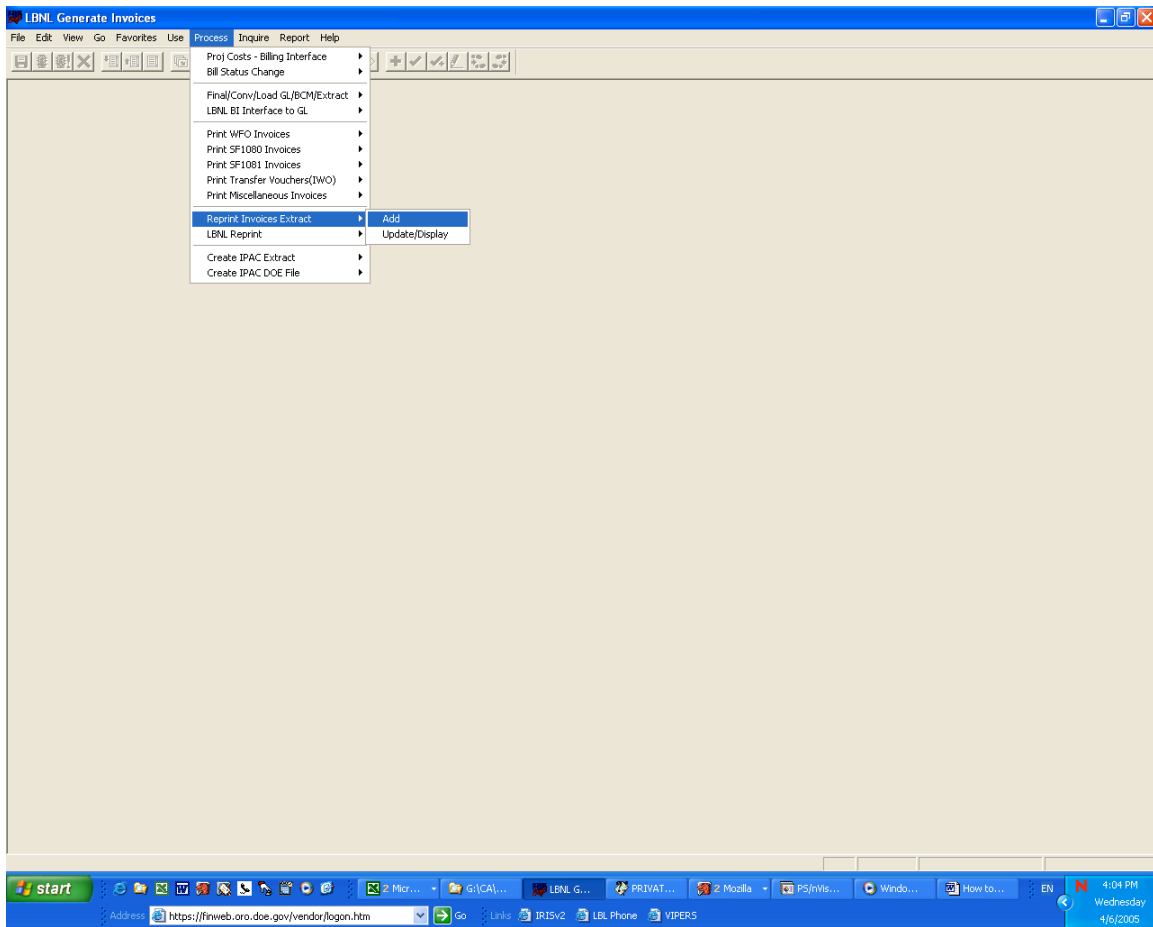 LBNL Generate Invoices
File Edit View Go Favorites Use Process Inquire Report Help
Proj Costs - Billing Interface
Bill Status Change
Final/Conv/Load GL/BCM/Extract
LBNL BI Interface to GL
Print WFO Invoices
Print SF1080 Invoices
Print SF1081 Invoices
Print Transfer Vouchers(IWO)
Print Miscellaneous Invoices
Reprint Invoices Extract Add
LBNL Reprint Update/Display
Create IPAC Extract
Create IPAC DOE File
start 2 Micr... G:\CA\... LBNL G... PRIVAT... 2 Mozilla PS/nVis... Windo... How to... EN N 4:04 PM
Address https://finweb.oro.doe.gov/vendor/logon.htm Go Links IRISv2 LBL Phone VIPERS Wednesday
4/6/2005